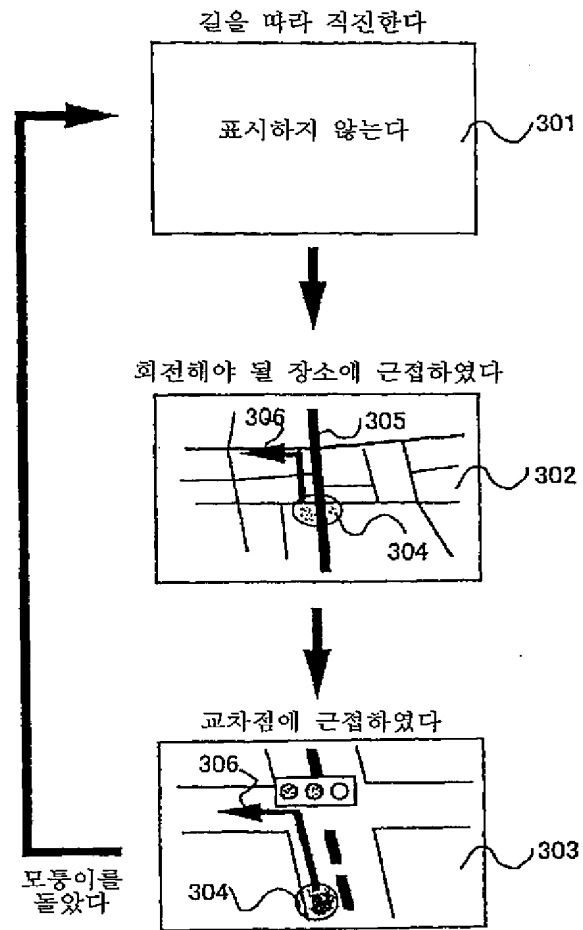 길을 따라 직진한다
표시하지 않는다
301
회전해야 될 장소에 근접하였다
306
305
302
304
교차점에 근접하였다
306
303
304
모퉁이를
돌았다